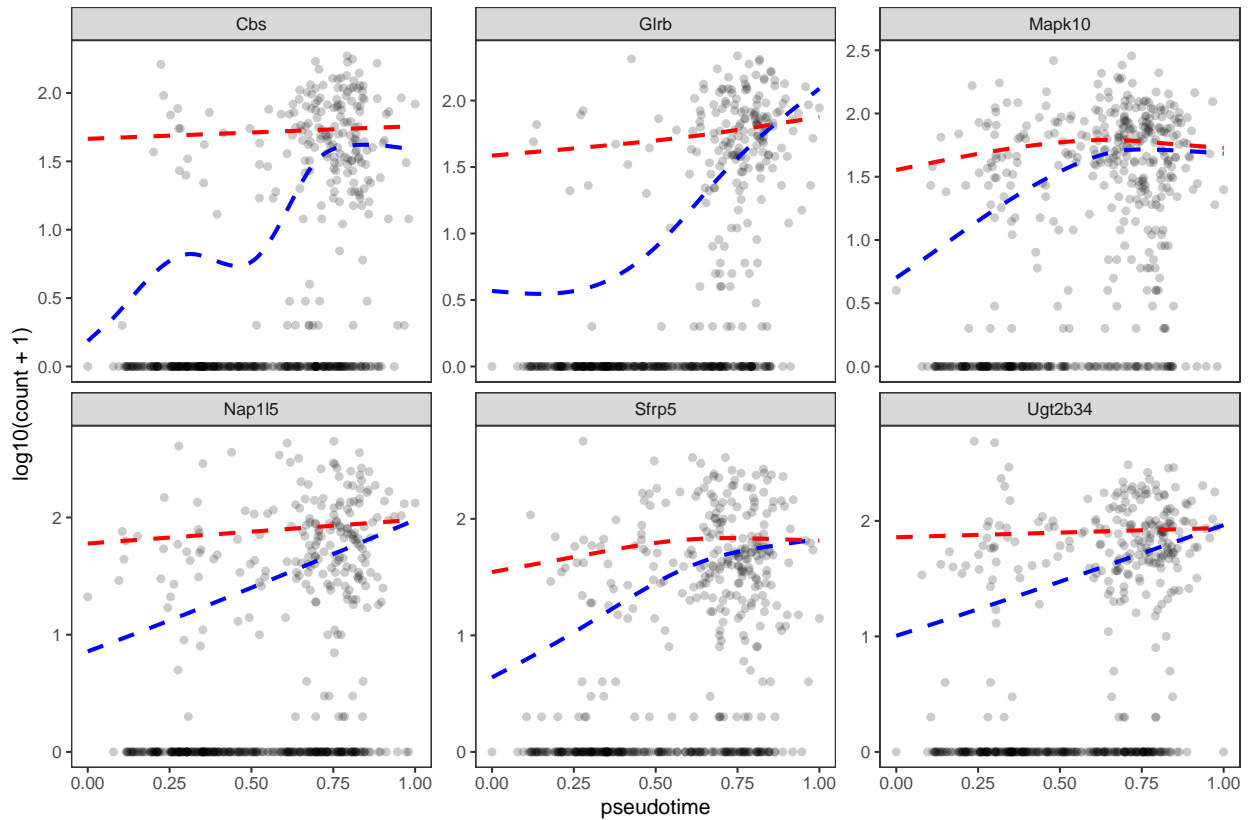 Cbs Glrb Mapk10
2.5
2.0 2.0 2.0
1.5 1.5 1.5
1.0 1.0 1.0
0.5 0.5 0.5
0.0 0.0 0.0
log10(count + 1)
Nap1l5 Sfrp5 Ugt2b34
2 2 2
1 1 1
0 0 0
0.00 0.25 0.50 0.75 1.00 0.00 0.25 0.50 0.75 1.00 0.00 0.25 0.50 0.75 1.00
pseudotime